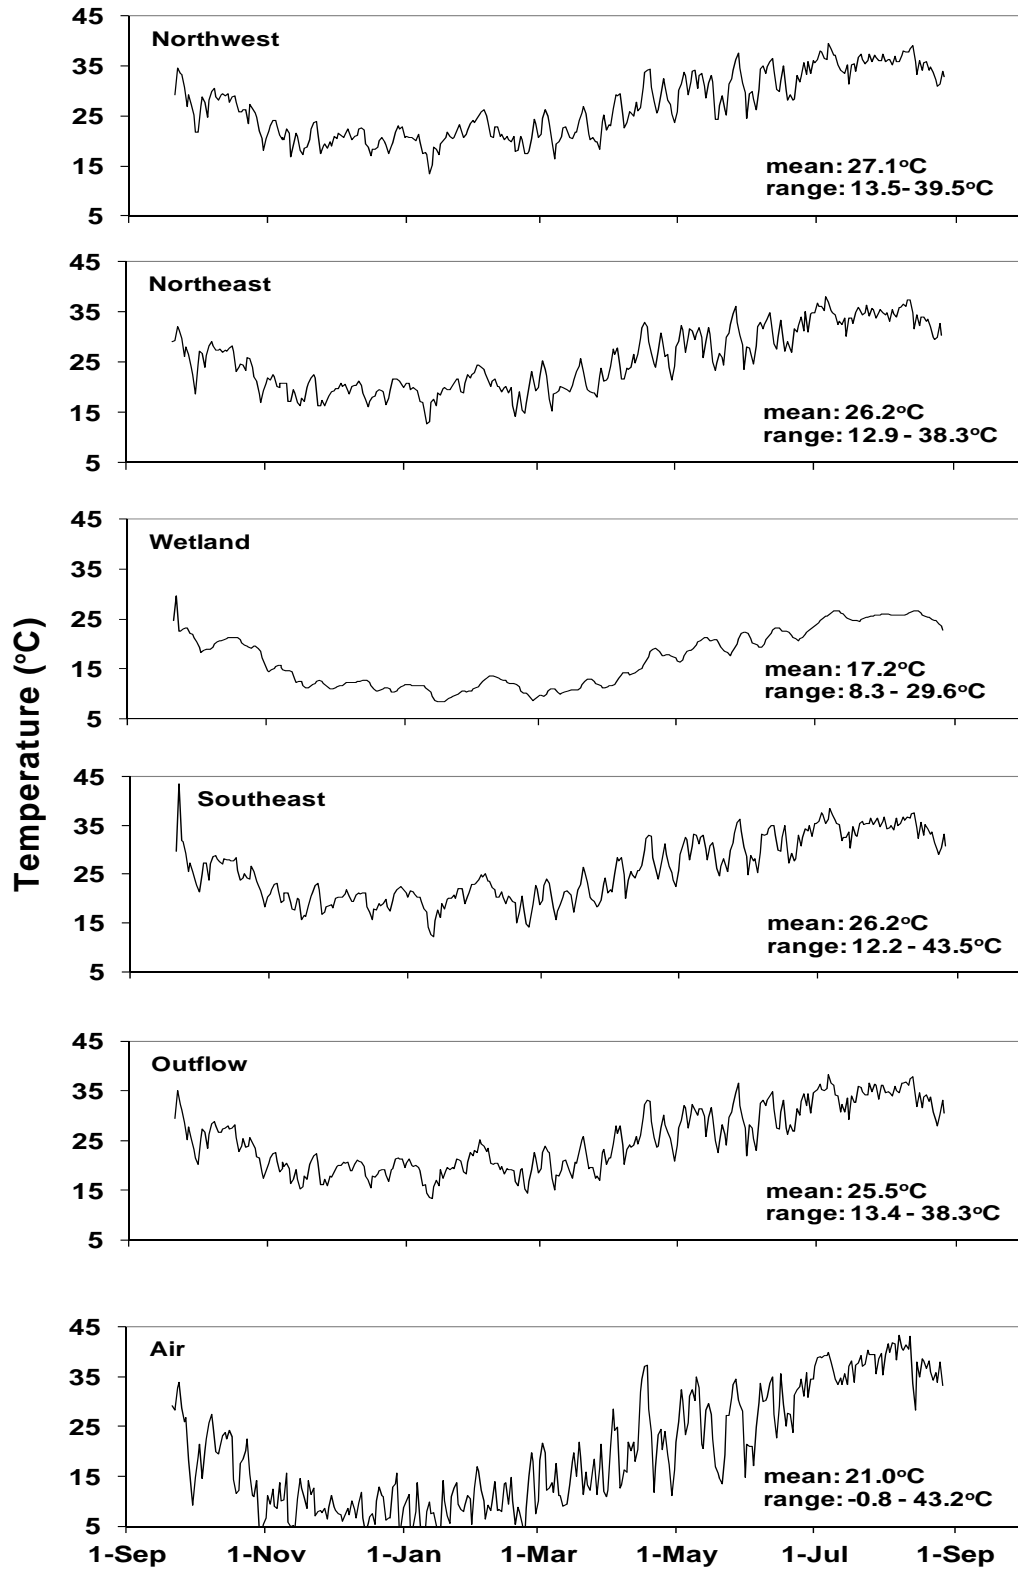 Temperature (°C)
45
Northwest
35
25
15
mean: 27.1°C
range: 13.5- 39.5°C
5
45
Northeast
35
25
15
mean: 26.2°C
range: 12.9 - 38.3°C
5
45
Wetland
35
25
15
mean: 17.2°C
range: 8.3 - 29.6°C
5
45
Southeast
35
25
15
mean: 26.2°C
range: 12.2 - 43.5°C
5
45
Outflow
35
25
15
mean: 25.5°C
range: 13.4 - 38.3°C
5
45
Air
35
25
15
mean: 21.0°C
range: -0.8 - 43.2°C
5
1-Sep 1-Nov 1-Jan 1-Mar 1-May 1-Jul 1-Sep